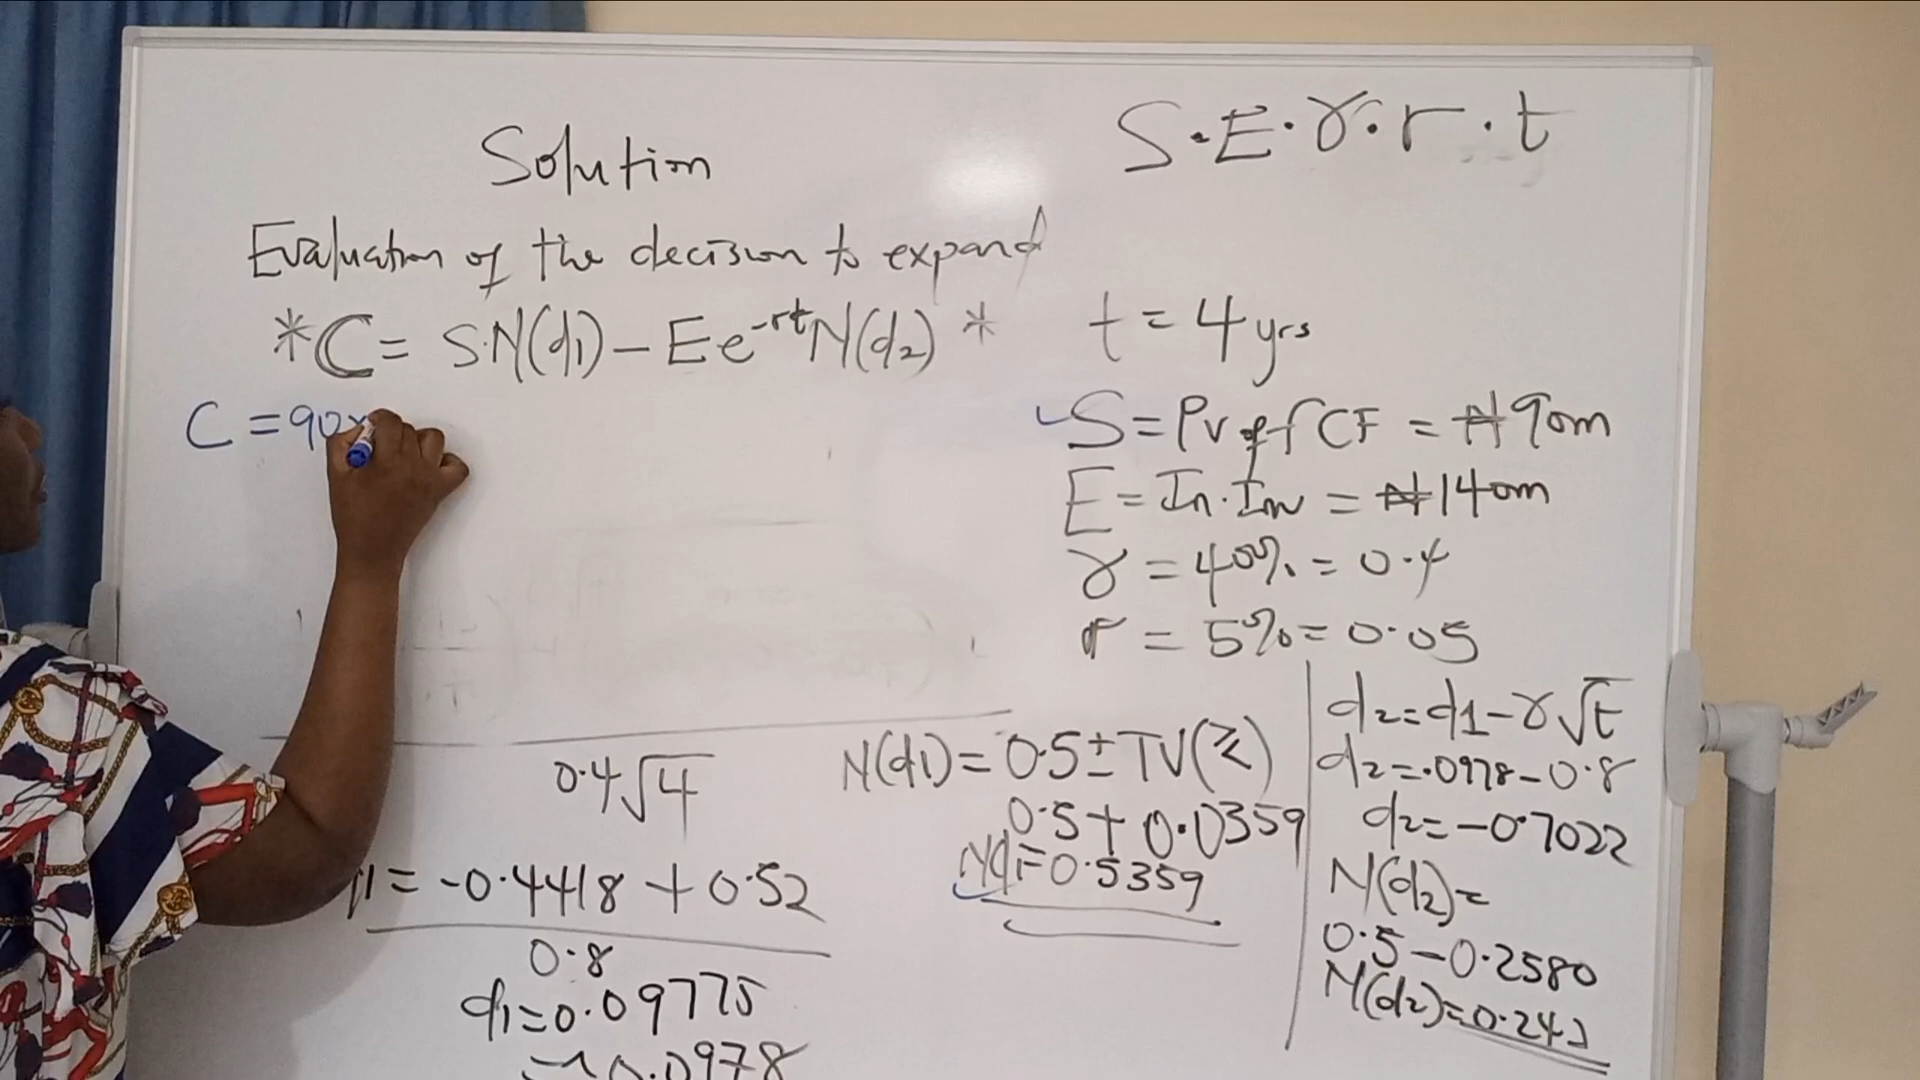 Solution
S·E·γ·r·t
Evaluation of the decision to expand
*C = S·N(d1) – Ee^-rt N(d2) *
C = 90×
t = 4yrs
S = Pv of f CF = ₦90m
E = In. Inv = ₦140m
γ = 40% = 0.4
r = 5% = 0.05
0.4√4
= -0.4418 + 0.52
0.8
d1=0.09775
0.0978
N(d1) = 0.5 ± TV(Z)
0.5 + 0.0359
Nd1=0.5359
d2=d1-γ√t
d2=.0978-0.8
d2=-0.7022
N(d2)=
0.5-0.2580
N(d2)=0.242